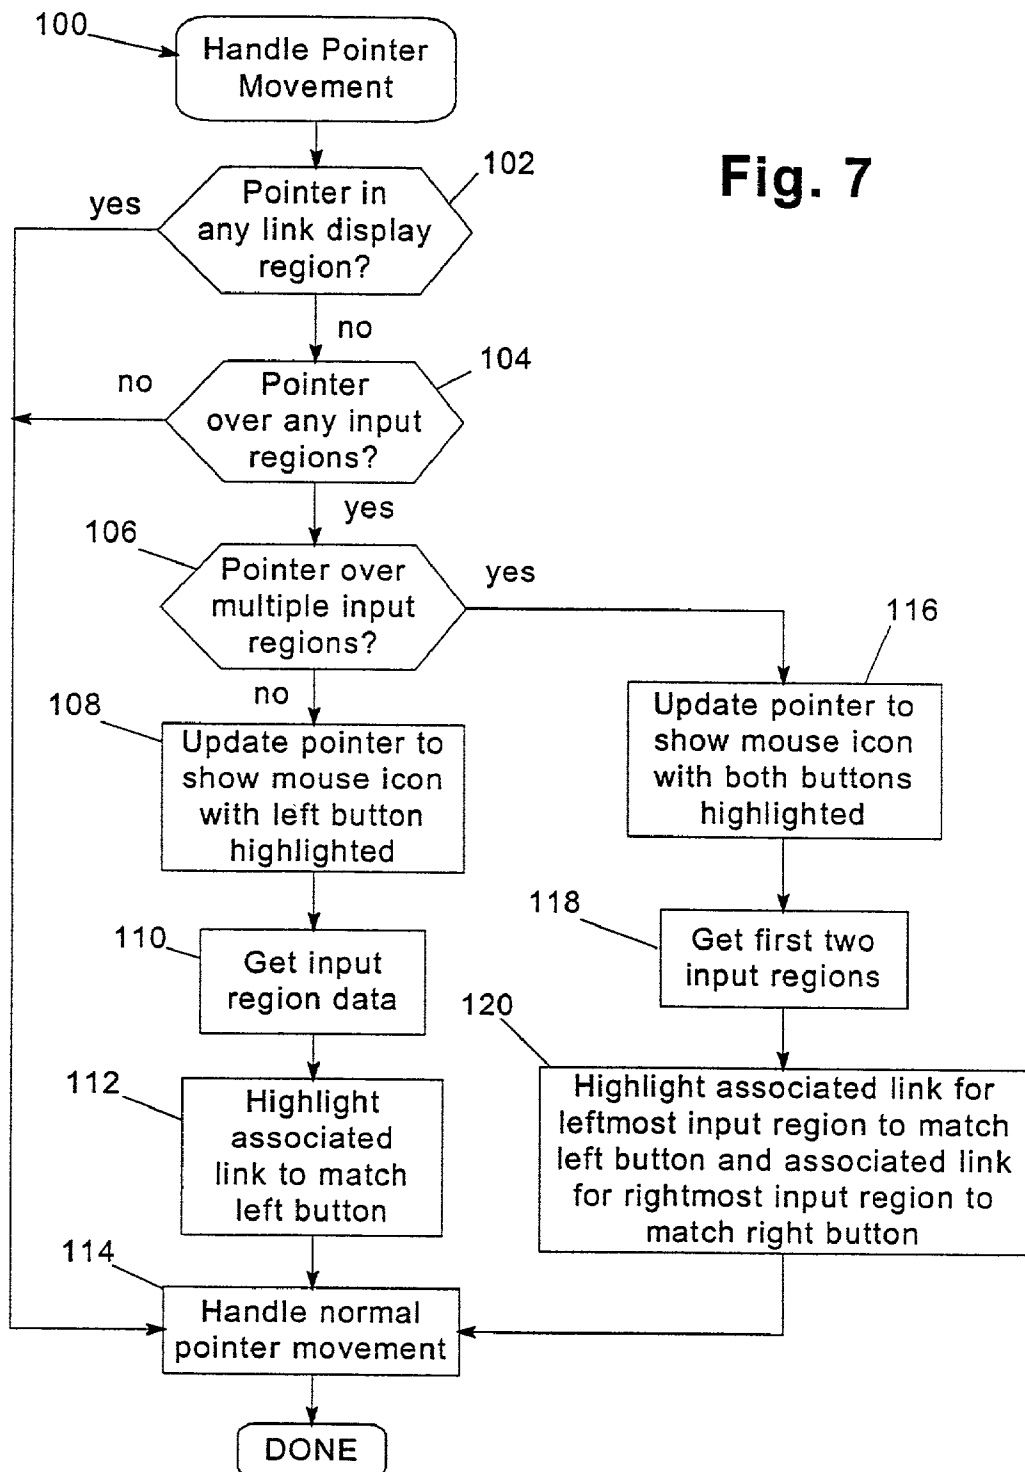 100
Handle Pointer
Movement
Fig. 7
102
Pointer in
any link display
region?
yes
no
104
Pointer
over any input
regions?
no
yes
106
Pointer over
multiple input
regions?
yes
no
108
Update pointer to
show mouse icon
with left button
highlighted
116
Update pointer to
show mouse icon
with both buttons
highlighted
110
Get input
region data
118
Get first two
input regions
112
Highlight
associated
link to match
left button
120
Highlight associated link for
leftmost input region to match
left button and associated link
for rightmost input region to
match right button
114
Handle normal
pointer movement
DONE